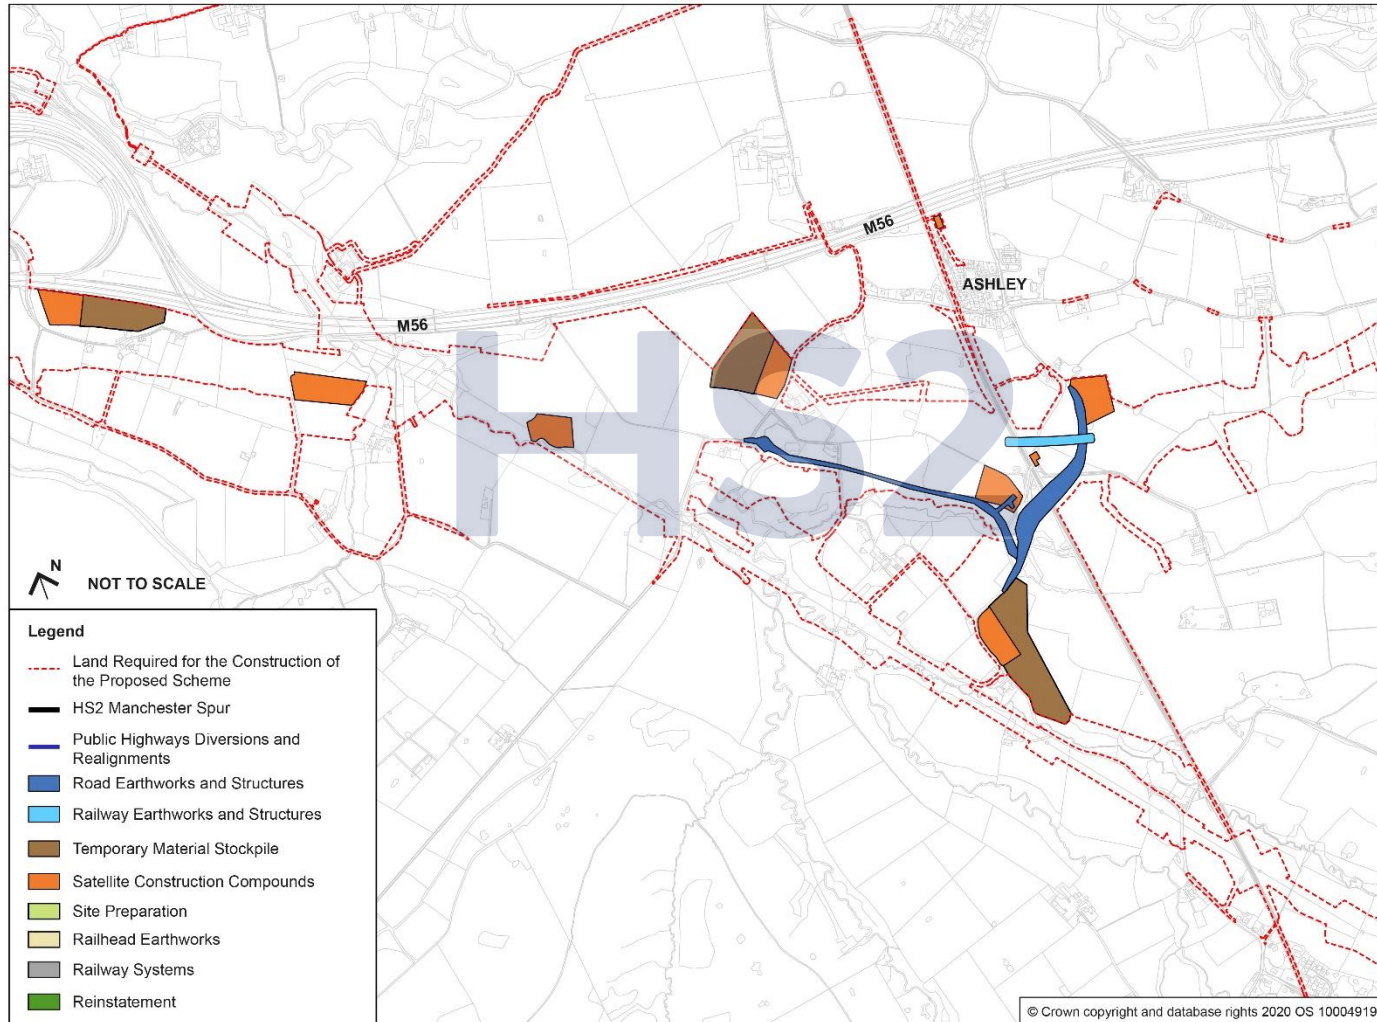 M56
ASHLEY
M56
HS2
N
NOT TO SCALE
Legend
Land Required for the Construction of
the Proposed Scheme
HS2 Manchester Spur
Public Highways Diversions and
Realignments
Road Earthworks and Structures
Railway Earthworks and Structures
Temporary Material Stockpile
Satellite Construction Compounds
Site Preparation
Railhead Earthworks
Railway Systems
Reinstatement
© Crown copyright and database rights 2020 OS 10004919